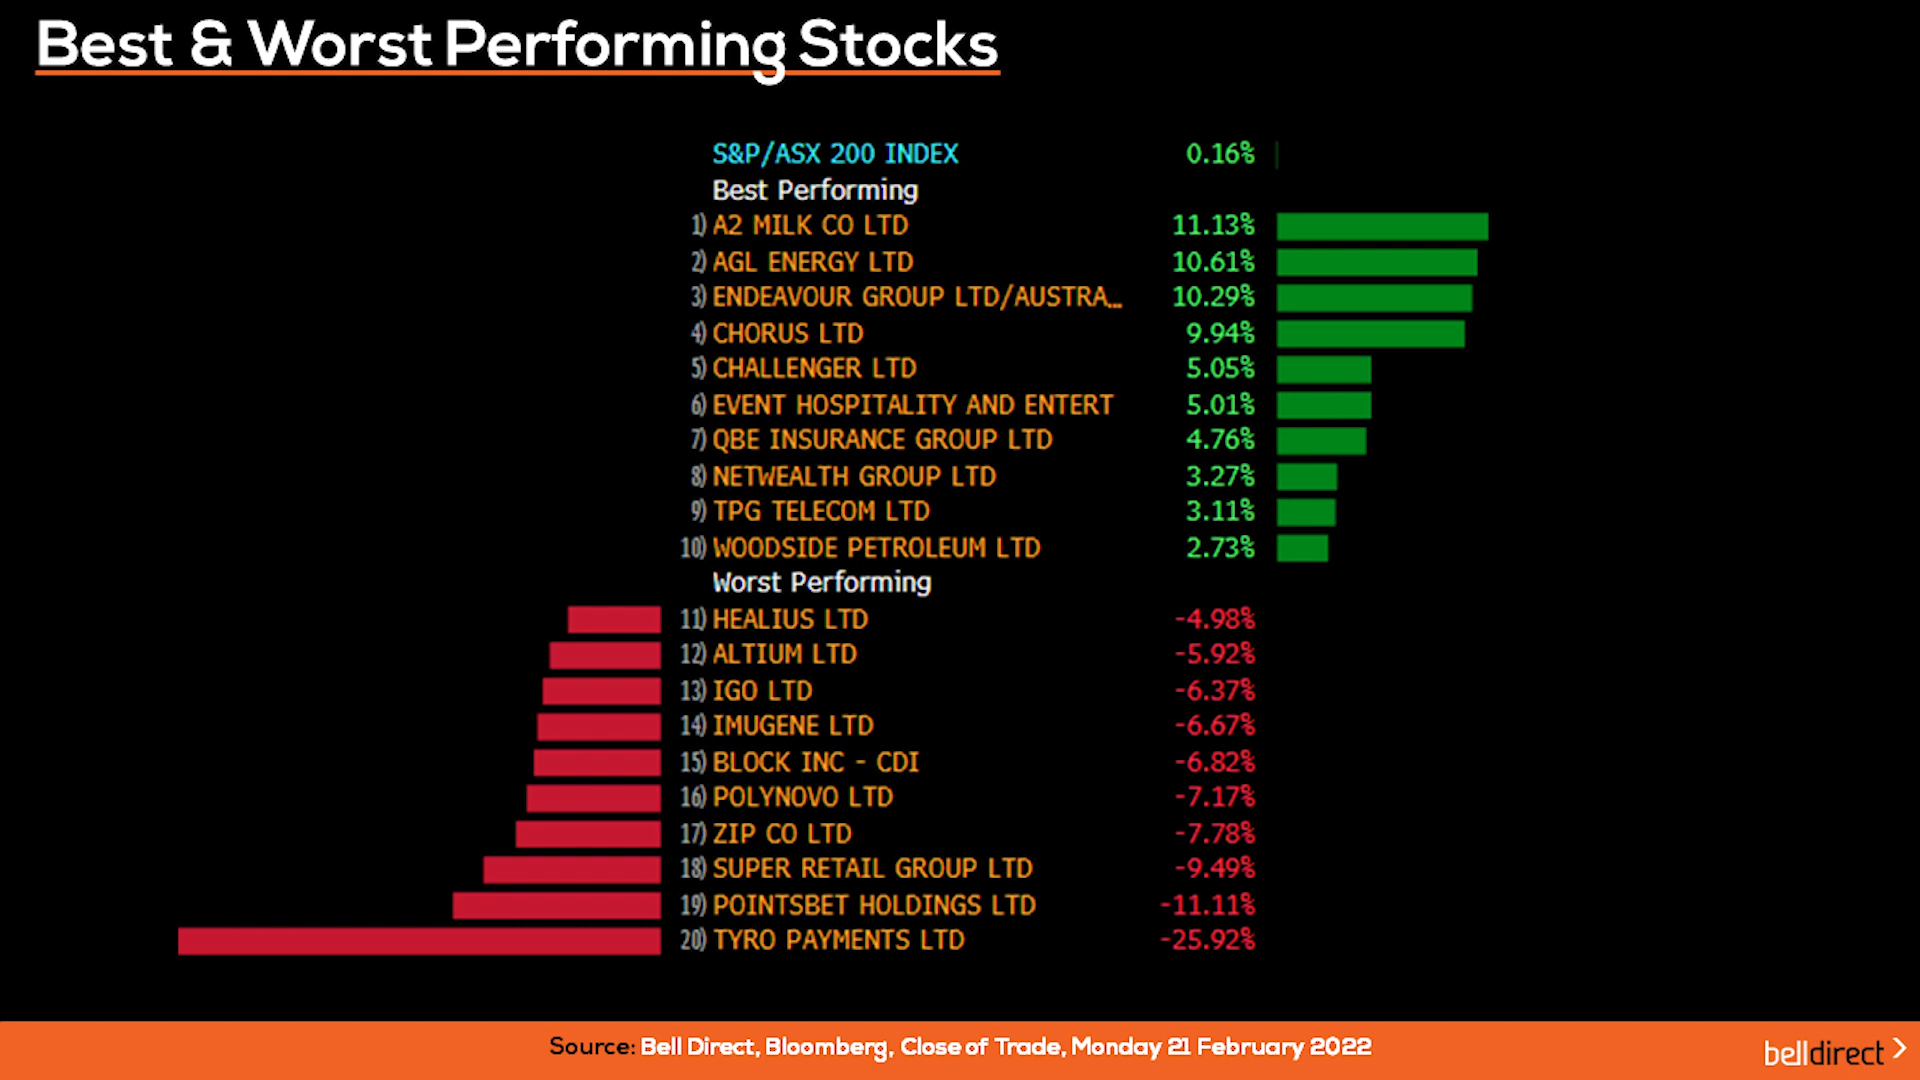 Best & Worst Performing Stocks
S&P/ASX 200 INDEX 0.16%
Best Performing
1) A2 MILK CO LTD 11.13%
2) AGL ENERGY LTD 10.61%
3) ENDEAVOUR GROUP LTD/AUSTRA... 10.29%
4) CHORUS LTD 9.94%
5) CHALLENGER LTD 5.05%
6) EVENT HOSPITALITY AND ENTERT 5.01%
7) QBE INSURANCE GROUP LTD 4.76%
8) NETWEALTH GROUP LTD 3.27%
9) TPG TELECOM LTD 3.11%
10) WOODSIDE PETROLEUM LTD 2.73%
Worst Performing
11) HEALIUS LTD -4.98%
12) ALTIUM LTD -5.92%
13) IGO LTD -6.37%
14) IMUGENE LTD -6.67%
15) BLOCK INC - CDI -6.82%
16) POLYNOVO LTD -7.17%
17) ZIP CO LTD -7.78%
18) SUPER RETAIL GROUP LTD -9.49%
19) POINTSBET HOLDINGS LTD -11.11%
20) TYRO PAYMENTS LTD -25.92%
Source: Bell Direct, Bloomberg, Close of Trade, Monday 21 February 2022
belldirect